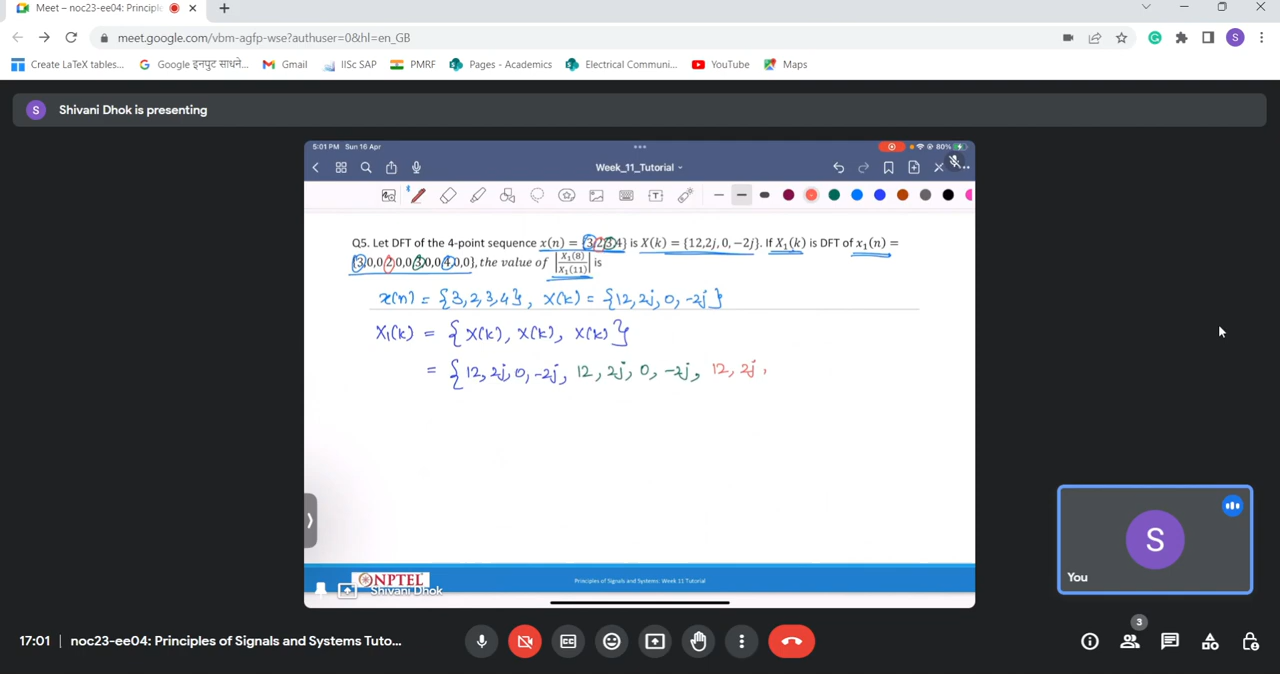 Meet – noc23-ee04: Principle
meet.google.com/vbm-agfp-wse?authuser=0&hl=en_GB
S
Create LaTeX tables...
Google इनपुट साधने...
Gmail
IISc SAP
PMRF
Pages - Academics
Electrical Communi...
YouTube
Maps
S
Shivani Dhok is presenting
5:01 PM Sun 16 Apr
80%
Week_11_Tutorial
Q5. Let DFT of the 4-point sequence x(n) = {3,2,3,4} is X(k) = {12,2j, 0, −2j}. If X₁(k) is DFT of x₁(n) =
{3,0,0,2,0,0,3,0,0,4,0,0}, the value of |X₁(8)/X₁(11)| is
x(n) = {3,2,3,4}, X(k) = {12,2j,0,-2j}
X₁(k) = {X(k), X(k), X(k)}
= {12, 2j, 0, -2j, 12, 2j, 0, -2j, 12, 2j,
NPTEL
Principles of Signals and Systems: Week 11 Tutorial
Shivani Dhok
S
You
17:01
noc23-ee04: Principles of Signals and Systems Tuto...
3